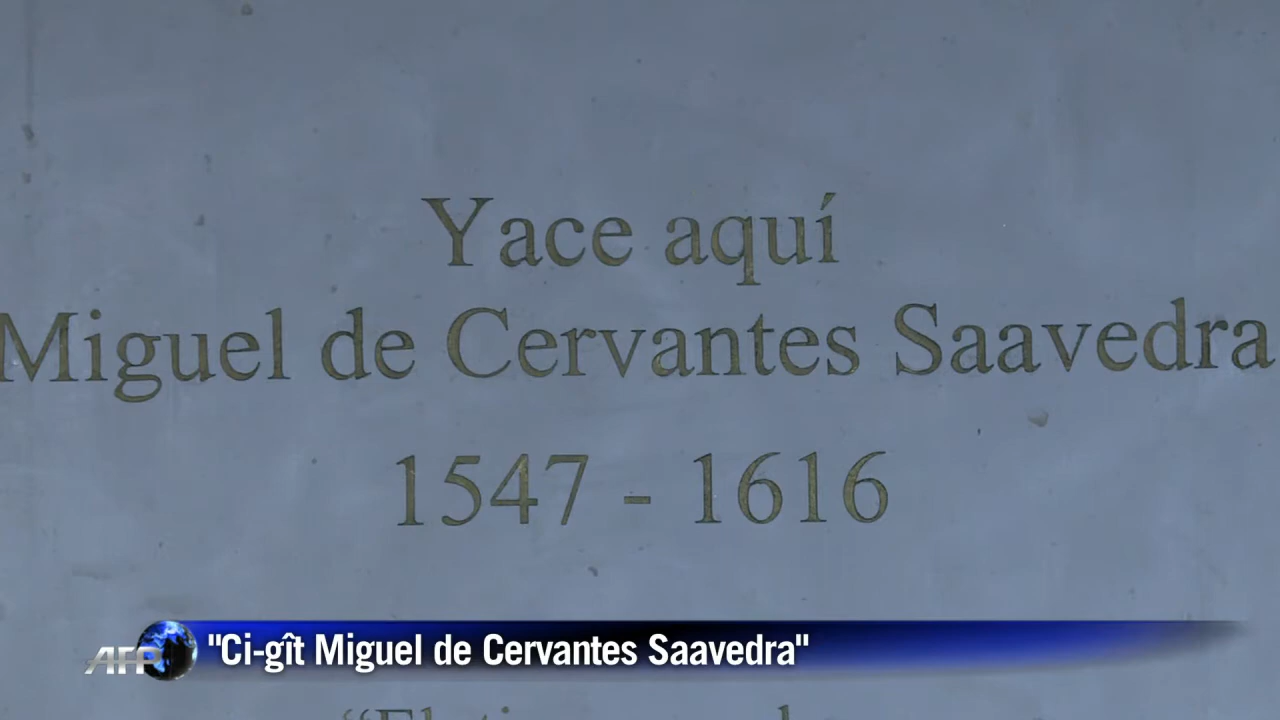 Yace aquí
Miguel de Cervantes Saavedra
1547 - 1616
AFP
"Ci-gît Miguel de Cervantes Saavedra"